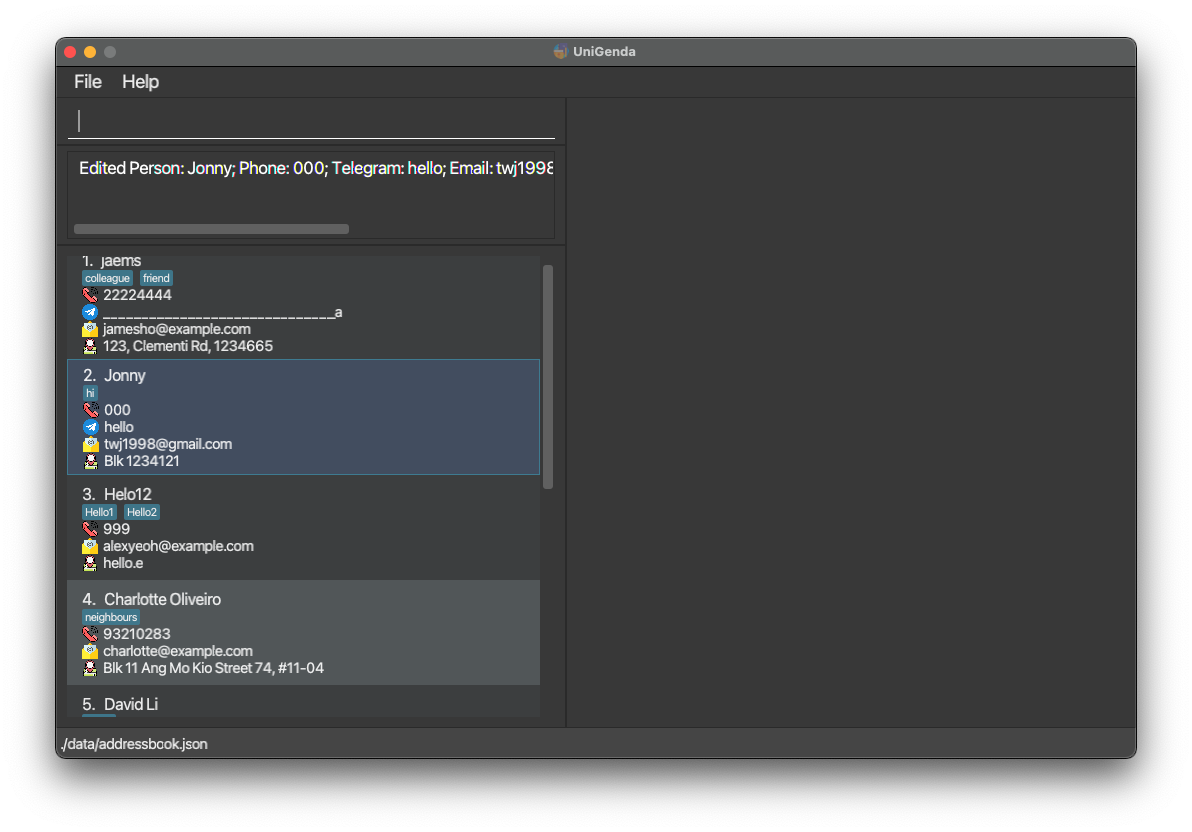 UniGenda
File Help
Edited Person: Jonny; Phone: 000; Telegram: hello; Email: twj1998
1. jaems
colleague friend
22224444
______________________________a
jamesho@example.com
123, Clementi Rd, 1234665
2. Jonny
hi
000
hello
twj1998@gmail.com
Blk 1234121
3. Helo12
Hello1 Hello2
999
alexyeoh@example.com
hello.e
4. Charlotte Oliveiro
neighbours
93210283
charlotte@example.com
Blk 11 Ang Mo Kio Street 74, #11-04
5. David Li
./data/addressbook.json